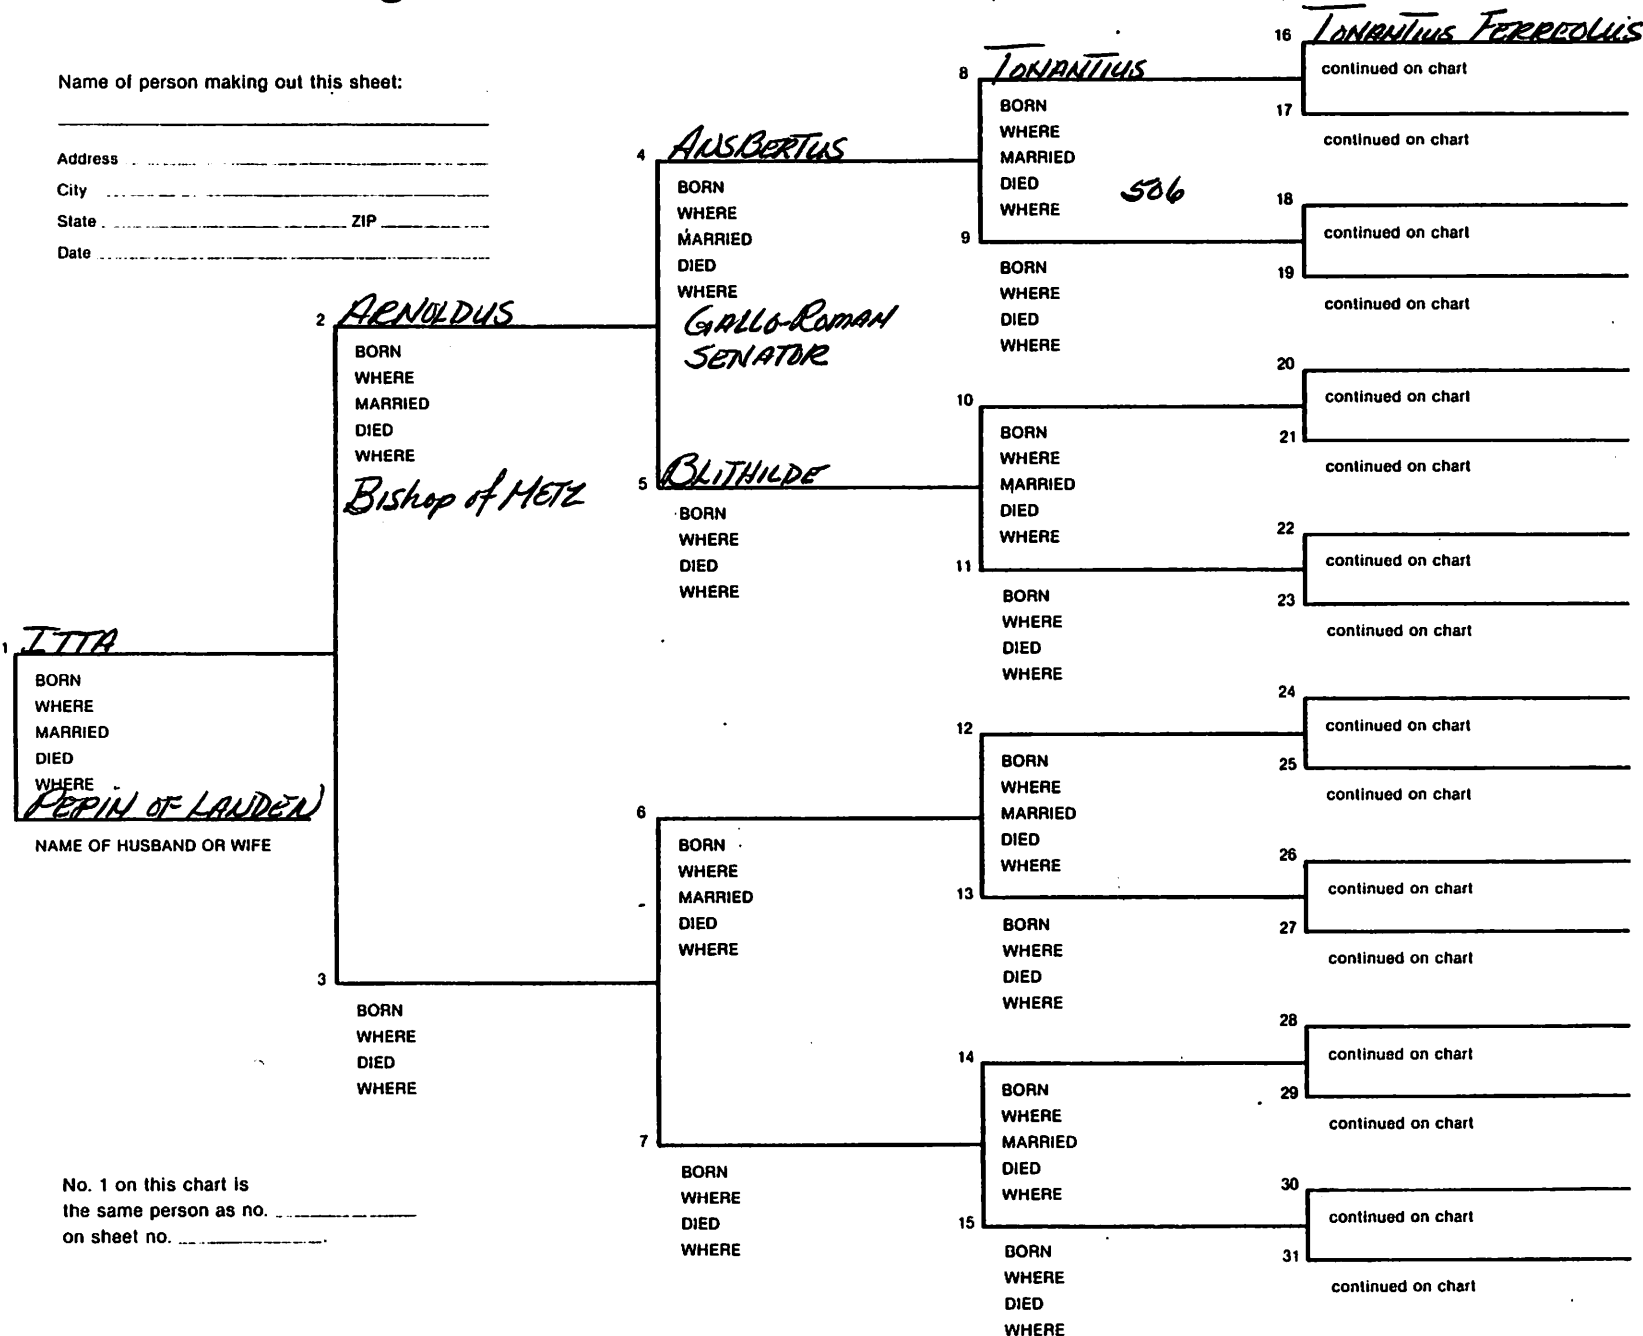 Name of person making out this sheet:
Address
City
State ZIP
Date
1 ITTA
BORN
WHERE
MARRIED
DIED
WHERE
PEPIN OF LANDEN
NAME OF HUSBAND OR WIFE
No. 1 on this chart is
the same person as no.
on sheet no.
2 ARNOLDUS
BORN
WHERE
MARRIED
DIED
WHERE
Bishop of METZ
3
BORN
WHERE
DIED
WHERE
4 ANSBERTUS
BORN
WHERE
MARRIED
DIED
WHERE
GALLO-ROMAN
SENATOR
5 BLITHILDE
BORN
WHERE
DIED
WHERE
6
BORN
WHERE
MARRIED
DIED
WHERE
7
BORN
WHERE
DIED
WHERE
8 TONANTIUS
BORN
WHERE
MARRIED
DIED 506
WHERE
9
BORN
WHERE
DIED
WHERE
10
BORN
WHERE
MARRIED
DIED
WHERE
11
BORN
WHERE
DIED
WHERE
12
BORN
WHERE
MARRIED
DIED
WHERE
13
BORN
WHERE
DIED
WHERE
14
BORN
WHERE
MARRIED
DIED
WHERE
15
BORN
WHERE
DIED
WHERE
16 TONANTIUS FERREOLUS
continued on chart
17
continued on chart
18
continued on chart
19
continued on chart
20
continued on chart
21
continued on chart
22
continued on chart
23
continued on chart
24
continued on chart
25
continued on chart
26
continued on chart
27
continued on chart
28
continued on chart
29
continued on chart
30
continued on chart
31
continued on chart